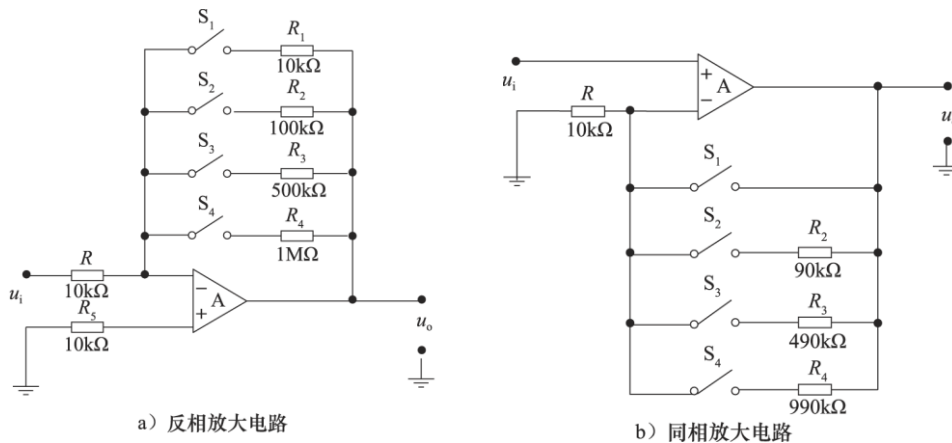 S1
R1
10kΩ
S2
R2
100kΩ
S3
R3
500kΩ
S4
R4
1MΩ
R
10kΩ
ui
A
−
+
R5
10kΩ
uo
a）反相放大电路
ui
+
A
−
R
10kΩ
u
S1
S2
R2
90kΩ
S3
R3
490kΩ
S4
R4
990kΩ
b）同相放大电路